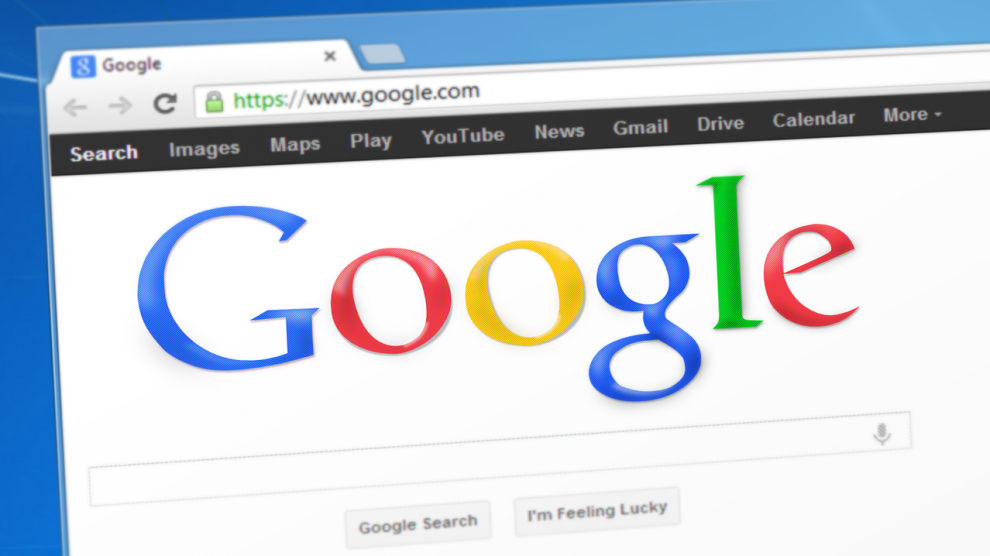 Google
https://www.google.com
Search Images Maps Play YouTube News Gmail Drive Calendar More
Google
Google Search I'm Feeling Lucky